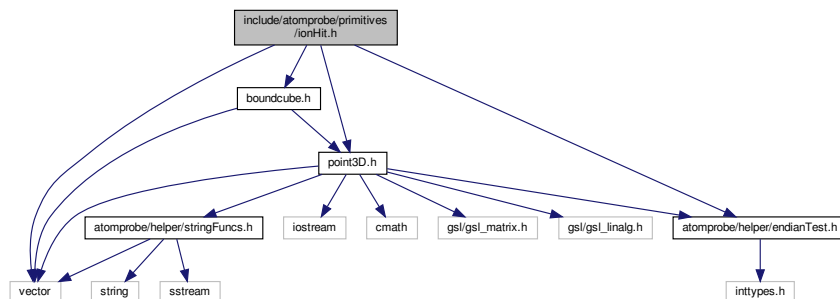 include/atomprobe/primitives
/ionHit.h
boundcube.h
point3D.h
atomprobe/helper/stringFuncs.h
iostream
cmath
gsl/gsl_matrix.h
gsl/gsl_linalg.h
atomprobe/helper/endianTest.h
vector
string
sstream
inttypes.h